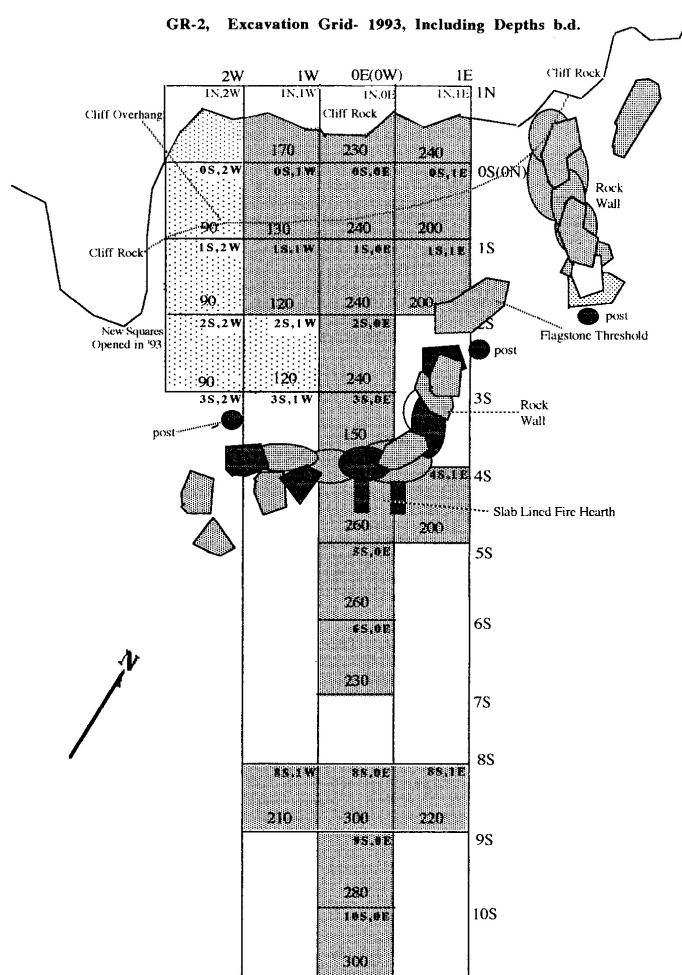 GR-2, Excavation Grid- 1993, Including Depths b.d.
2W 1W 0E(0W) 1E
1N,2W 1N,1W 1N,0E 1N,1E 1N
Cliff Rock
Cliff Overhang
Cliff Rock
170 230 240
0S,2W 0S,1W 0S,0E 0S,1E 0S(0N)
Rock
Wall
90 130 240 200
Cliff Rock
1S,2W 1S,1W 1S,0E 1S,1E 1S
90 120 240 200
New Squares
Opened in '93
2S,2W 2S,1W 2S,0E 2S
post
Flagstone Threshold
post
90 120 240
3S,2W 3S,1W 3S,0E 3S
Rock
Wall
post
150
4S,1E 4S
Slab Lined Fire Hearth
260 200
5S,0E 5S
260
6S,0E 6S
230
7S
8S
8S,1W 8S,0E 8S,1E
210 300 220
9S,0E 9S
280
10S,0E 10S
300
N